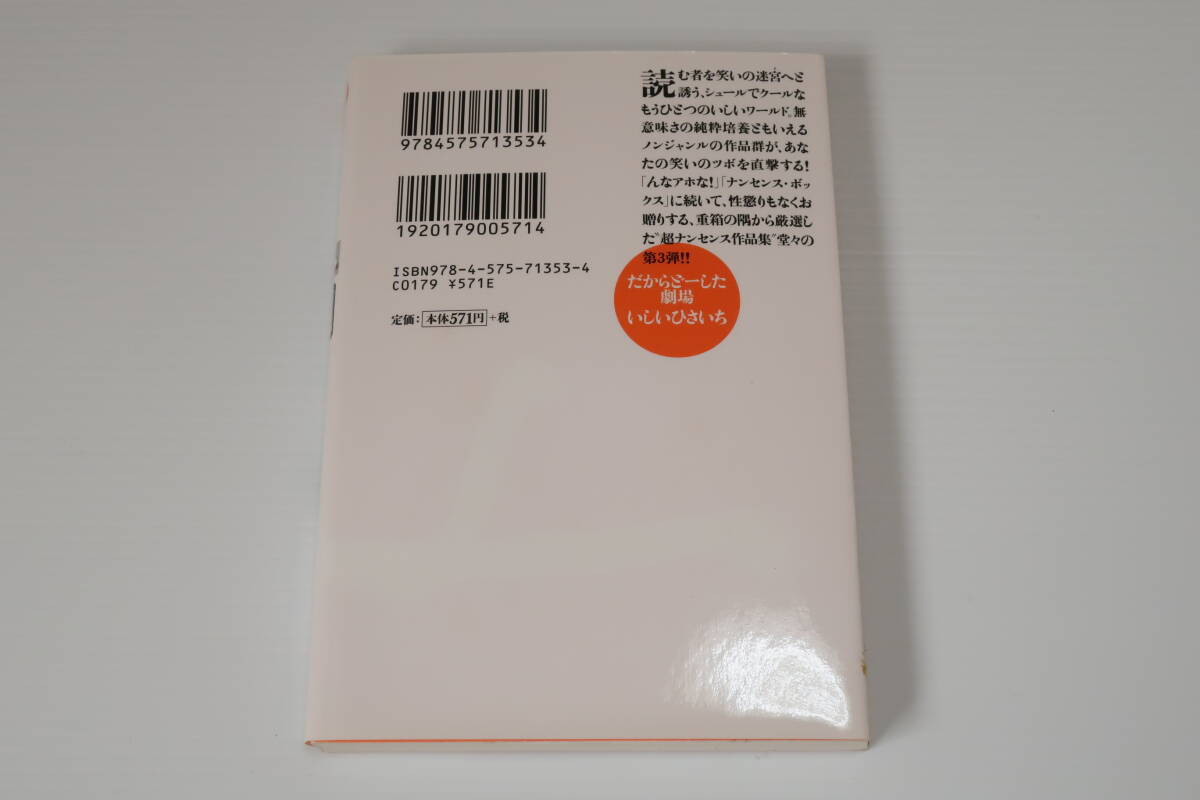 9784575713534
1920179005714
ISBN978-4-575-71353-4
C0179 ¥571E
定価：本体571円+税
読む者を笑いの迷宮へと
誘う、シュールでクールな
もうひとつのいしいワールド。無
意味さの純粋培養ともいえる
ノンジャンルの作品群が、あな
たの笑いのツボを直撃する！
「んなアホな！」「ナンセンス・ボッ
クス」に続いて、性懲りもなくお
贈りする、重箱の隅から厳選し
た〝超ナンセンス作品集〟堂々の
第3弾!!
だからどーした
劇場
いしいひさいち